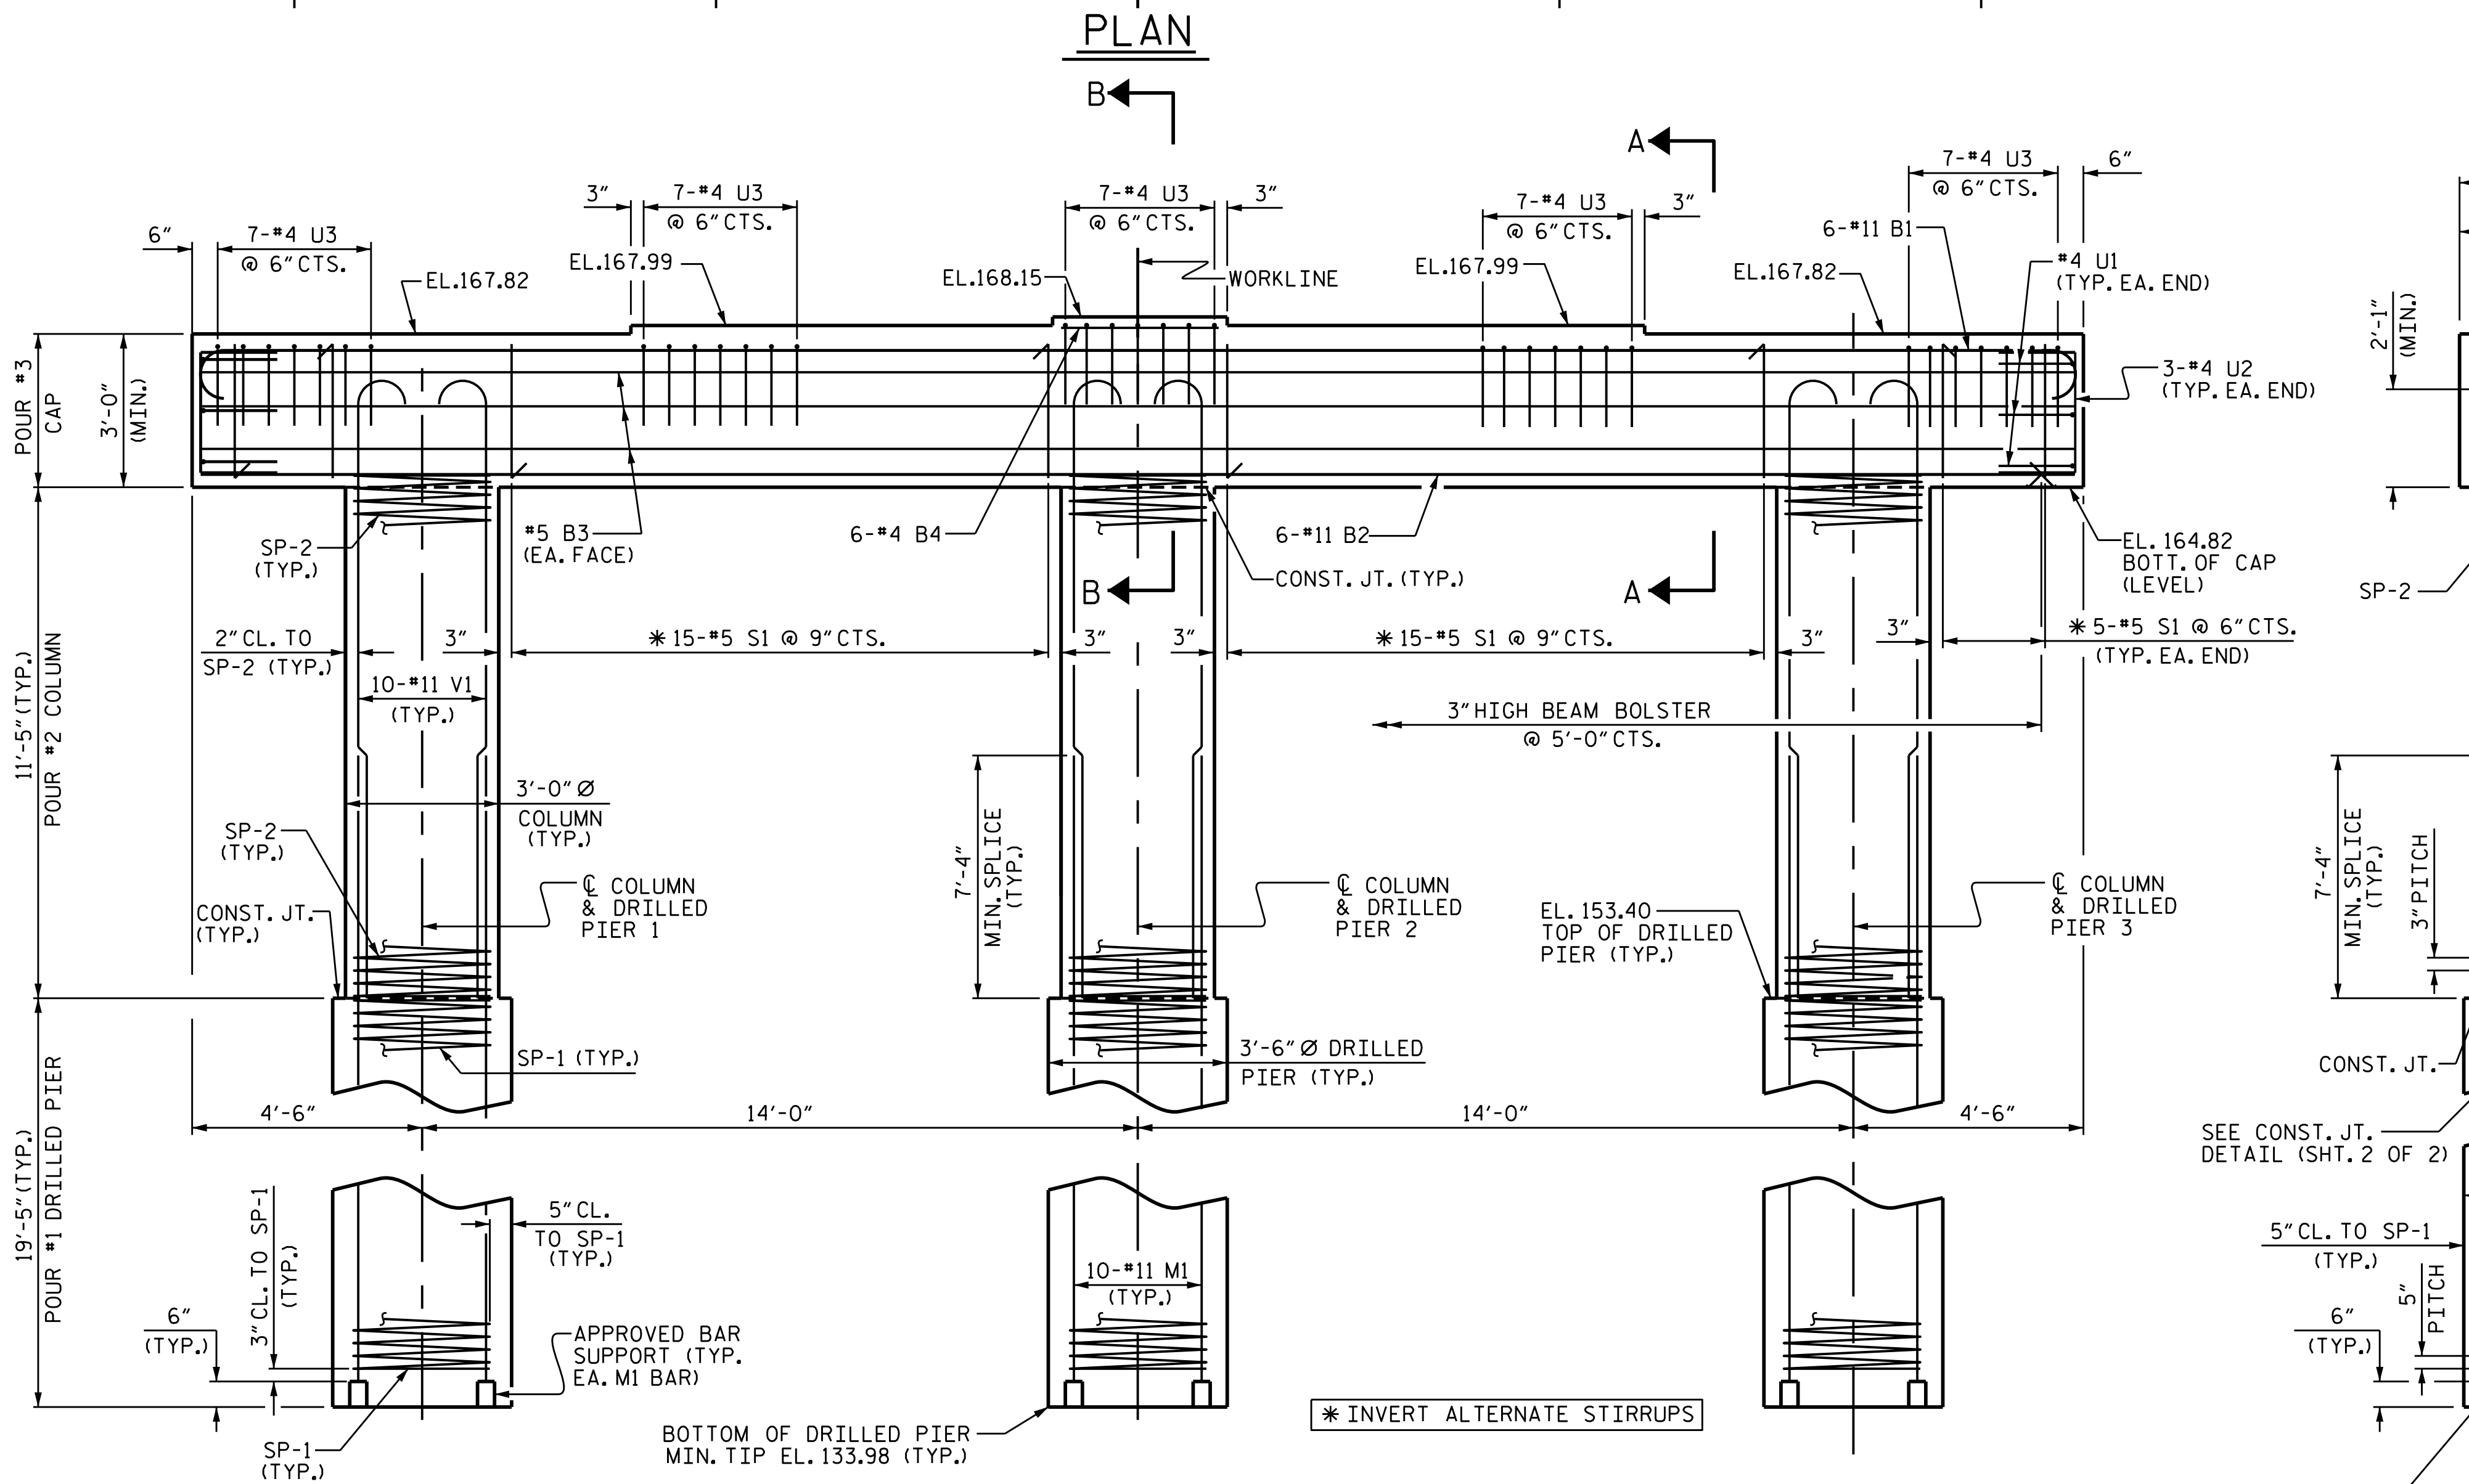 PLAN
B
A
7-#4 U3
@ 6" CTS.
6"
3"
7-#4 U3
@ 6" CTS.
7-#4 U3
@ 6" CTS.
3"
7-#4 U3
@ 6" CTS.
3"
6"
7-#4 U3
@ 6" CTS.
EL.167.82
EL.167.99
EL.168.15
WORKLINE
EL.167.99
EL.167.82
6-#11 B1
#4 U1
(TYP. EA. END)
3-#4 U2
(TYP. EA. END)
2'-1"
(MIN.)
POUR #3
CAP
3'-0"
(MIN.)
SP-2
(TYP.)
#5 B3
(EA. FACE)
6-#4 B4
6-#11 B2
CONST. JT. (TYP.)
B
A
EL. 164.82
BOTT. OF CAP
(LEVEL)
SP-2
2" CL. TO
SP-2 (TYP.)
3"
* 15-#5 S1 @ 9" CTS.
3"
3"
* 15-#5 S1 @ 9" CTS.
3"
3"
* 5-#5 S1 @ 6" CTS.
(TYP. EA. END)
11'-5" (TYP.)
POUR #2 COLUMN
10-#11 V1
(TYP.)
3" HIGH BEAM BOLSTER
@ 5'-0" CTS.
3'-0" Ø
COLUMN
(TYP.)
SP-2
(TYP.)
7'-4"
MIN. SPLICE
(TYP.)
7'-4"
MIN. SPLICE
(TYP.)
3" PITCH
CONST. JT.
(TYP.)
℄ COLUMN
& DRILLED
PIER 1
℄ COLUMN
& DRILLED
PIER 2
EL. 153.40
TOP OF DRILLED
PIER (TYP.)
℄ COLUMN
& DRILLED
PIER 3
SP-1 (TYP.)
3'-6" Ø DRILLED
PIER (TYP.)
CONST. JT.
4'-6"
14'-0"
14'-0"
4'-6"
SEE CONST. JT.
DETAIL (SHT. 2 OF 2)
19'-5" (TYP.)
POUR #1 DRILLED PIER
3" CL. TO SP-1
(TYP.)
5" CL.
TO SP-1
(TYP.)
10-#11 M1
(TYP.)
5" CL. TO SP-1
(TYP.)
5"
PITCH
6"
(TYP.)
6"
(TYP.)
APPROVED BAR
SUPPORT (TYP.
EA. M1 BAR)
* INVERT ALTERNATE STIRRUPS
BOTTOM OF DRILLED PIER
MIN. TIP EL. 133.98 (TYP.)
SP-1
(TYP.)